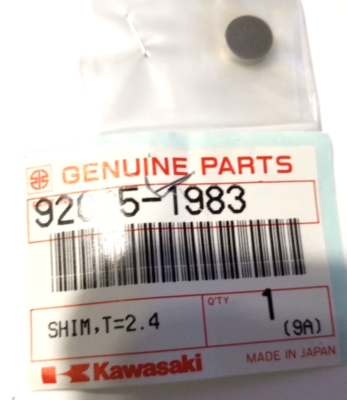 GENUINE PARTS
Q'TY
1
SHIM,T=2.4
(9A)
Kawasaki
MADE IN JAPAN